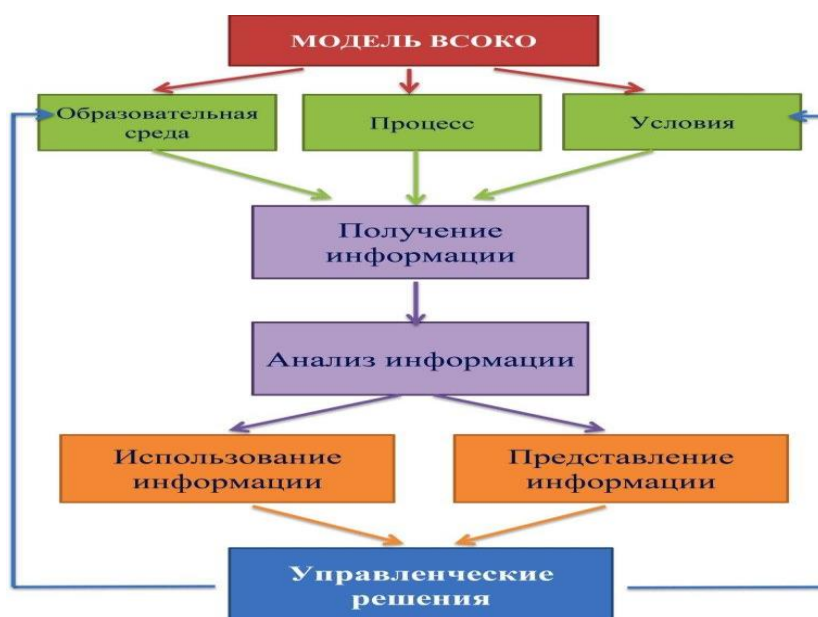 МОДЕЛЬ ВСОКО
Образовательная
среда
Процесс
Условия
Получение
информации
Анализ информации
Использование
информации
Представление
информации
Управленческие
решения